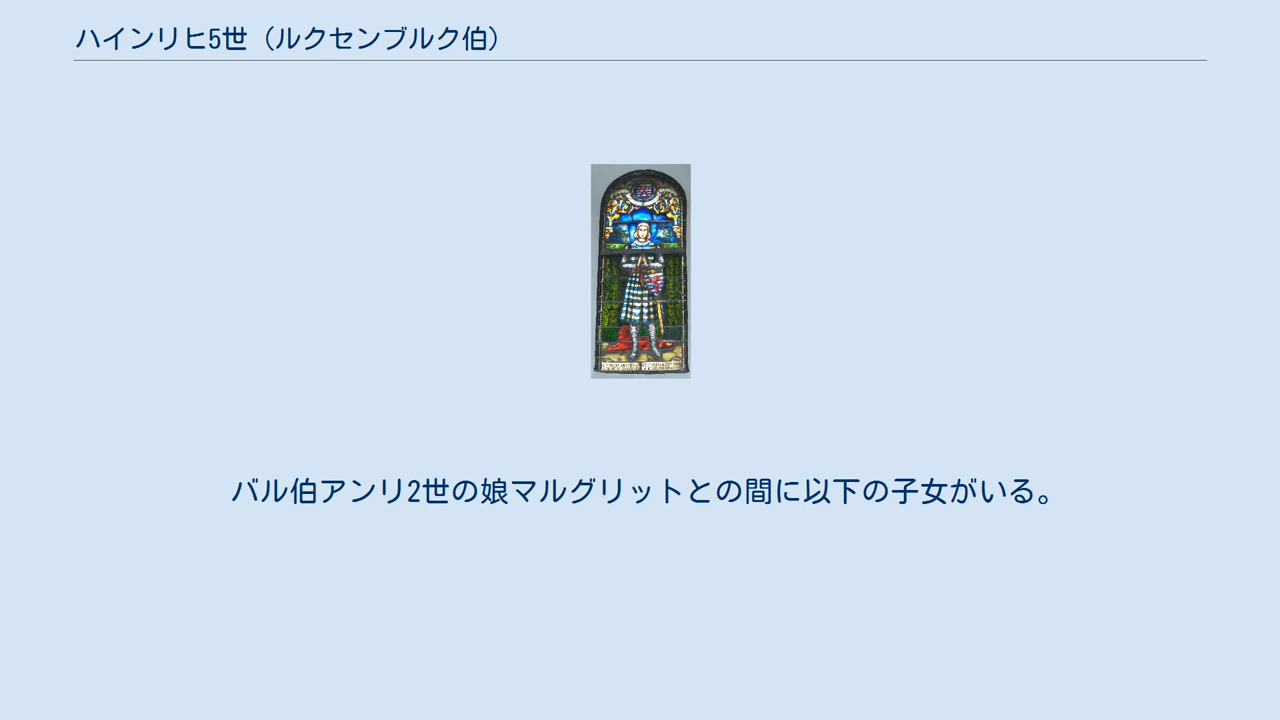 ハインリヒ5世（ルクセンブルク伯）
バル伯アンリ2世の娘マルグリットとの間に以下の子女がいる。